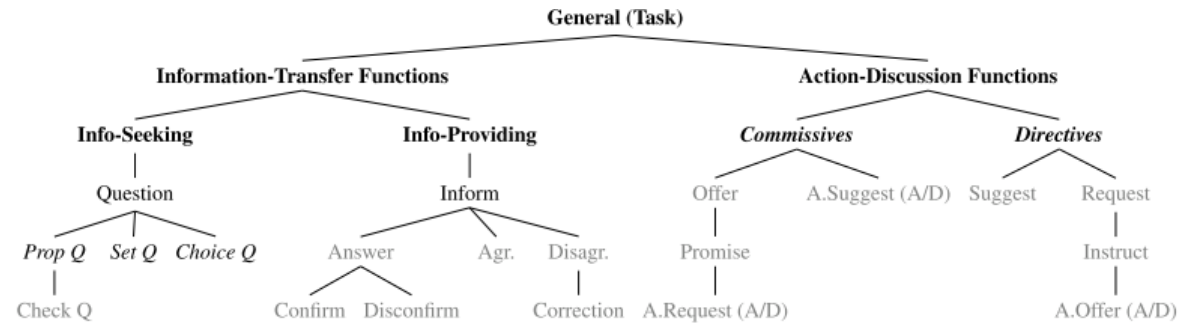 General (Task)
Information-Transfer Functions Action-Discussion Functions
Info-Seeking Info-Providing Commissives Directives
Question Inform Offer A.Suggest (A/D) Suggest Request
Prop Q Set Q Choice Q Answer Agr. Disagr. Promise Instruct
Check Q Confirm Disconfirm Correction A.Request (A/D) A.Offer (A/D)